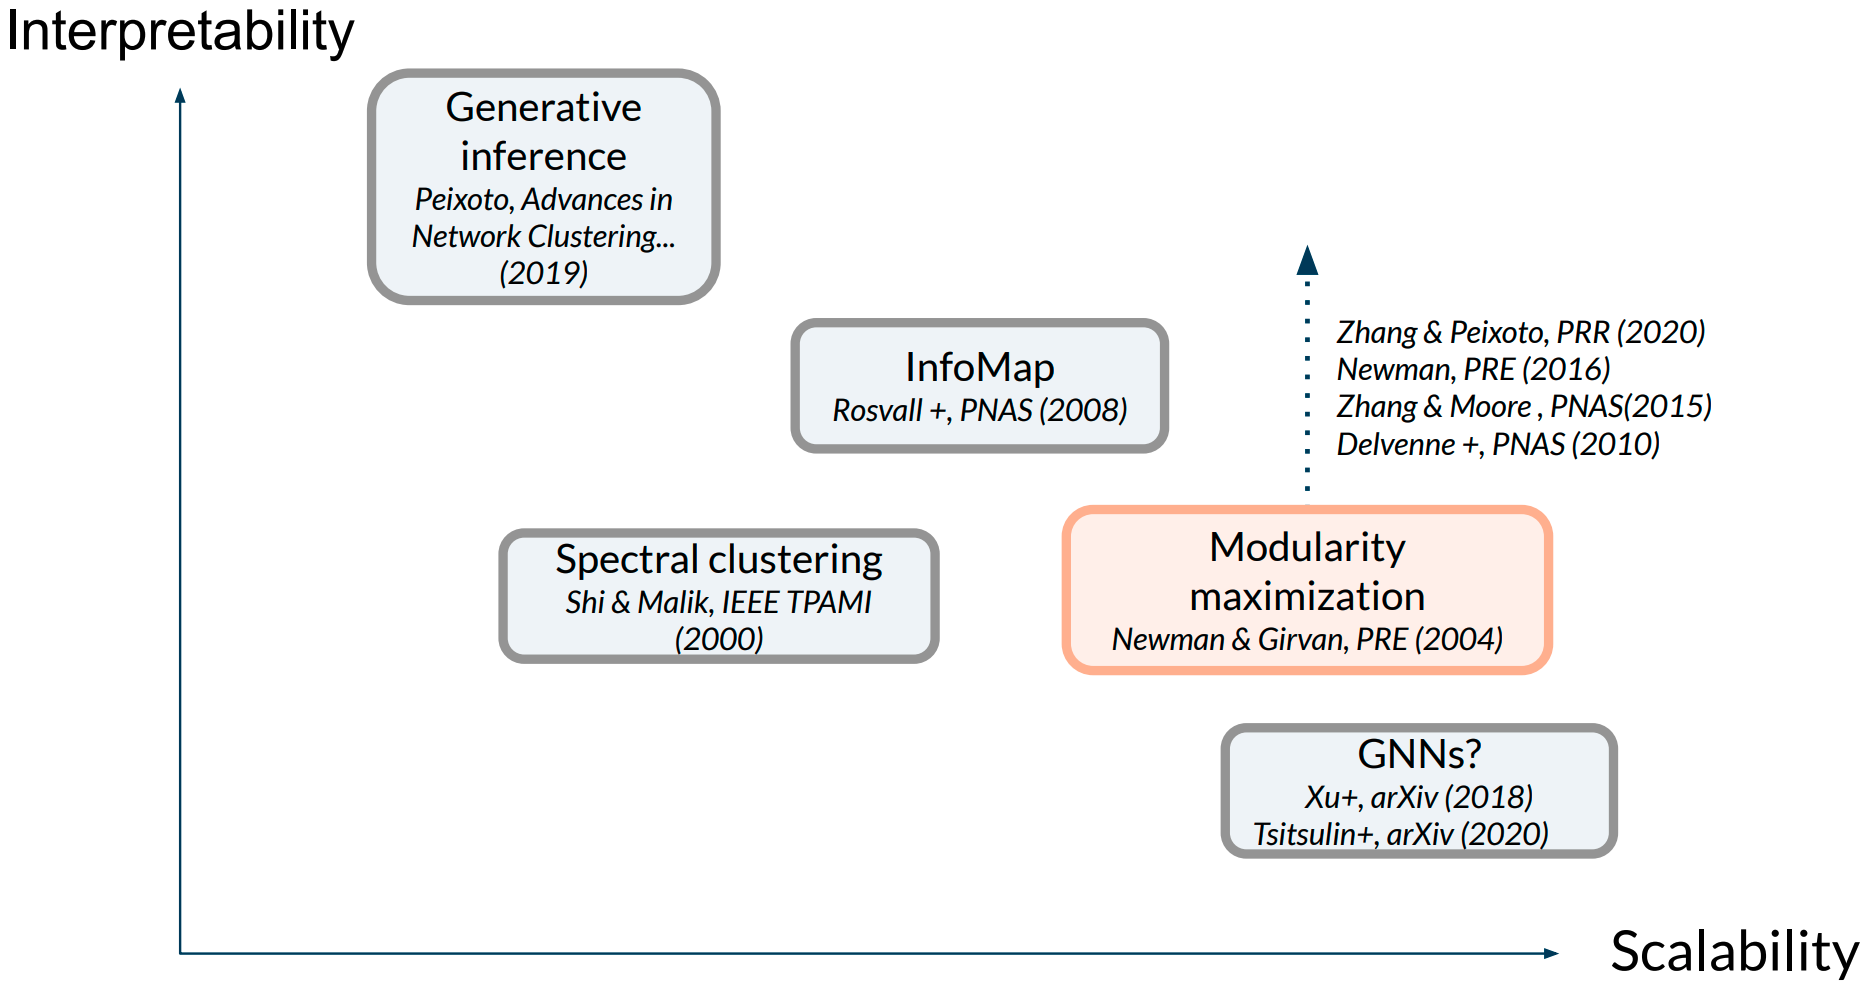 Interpretability
Generative
inference
Peixoto, Advances in
Network Clustering...
(2019)
InfoMap
Rosvall +, PNAS (2008)
Zhang & Peixoto, PRR (2020)
Newman, PRE (2016)
Zhang & Moore , PNAS(2015)
Delvenne +, PNAS (2010)
Spectral clustering
Shi & Malik, IEEE TPAMI
(2000)
Modularity
maximization
Newman & Girvan, PRE (2004)
GNNs?
Xu+, arXiv (2018)
Tsitsulin+, arXiv (2020)
Scalability